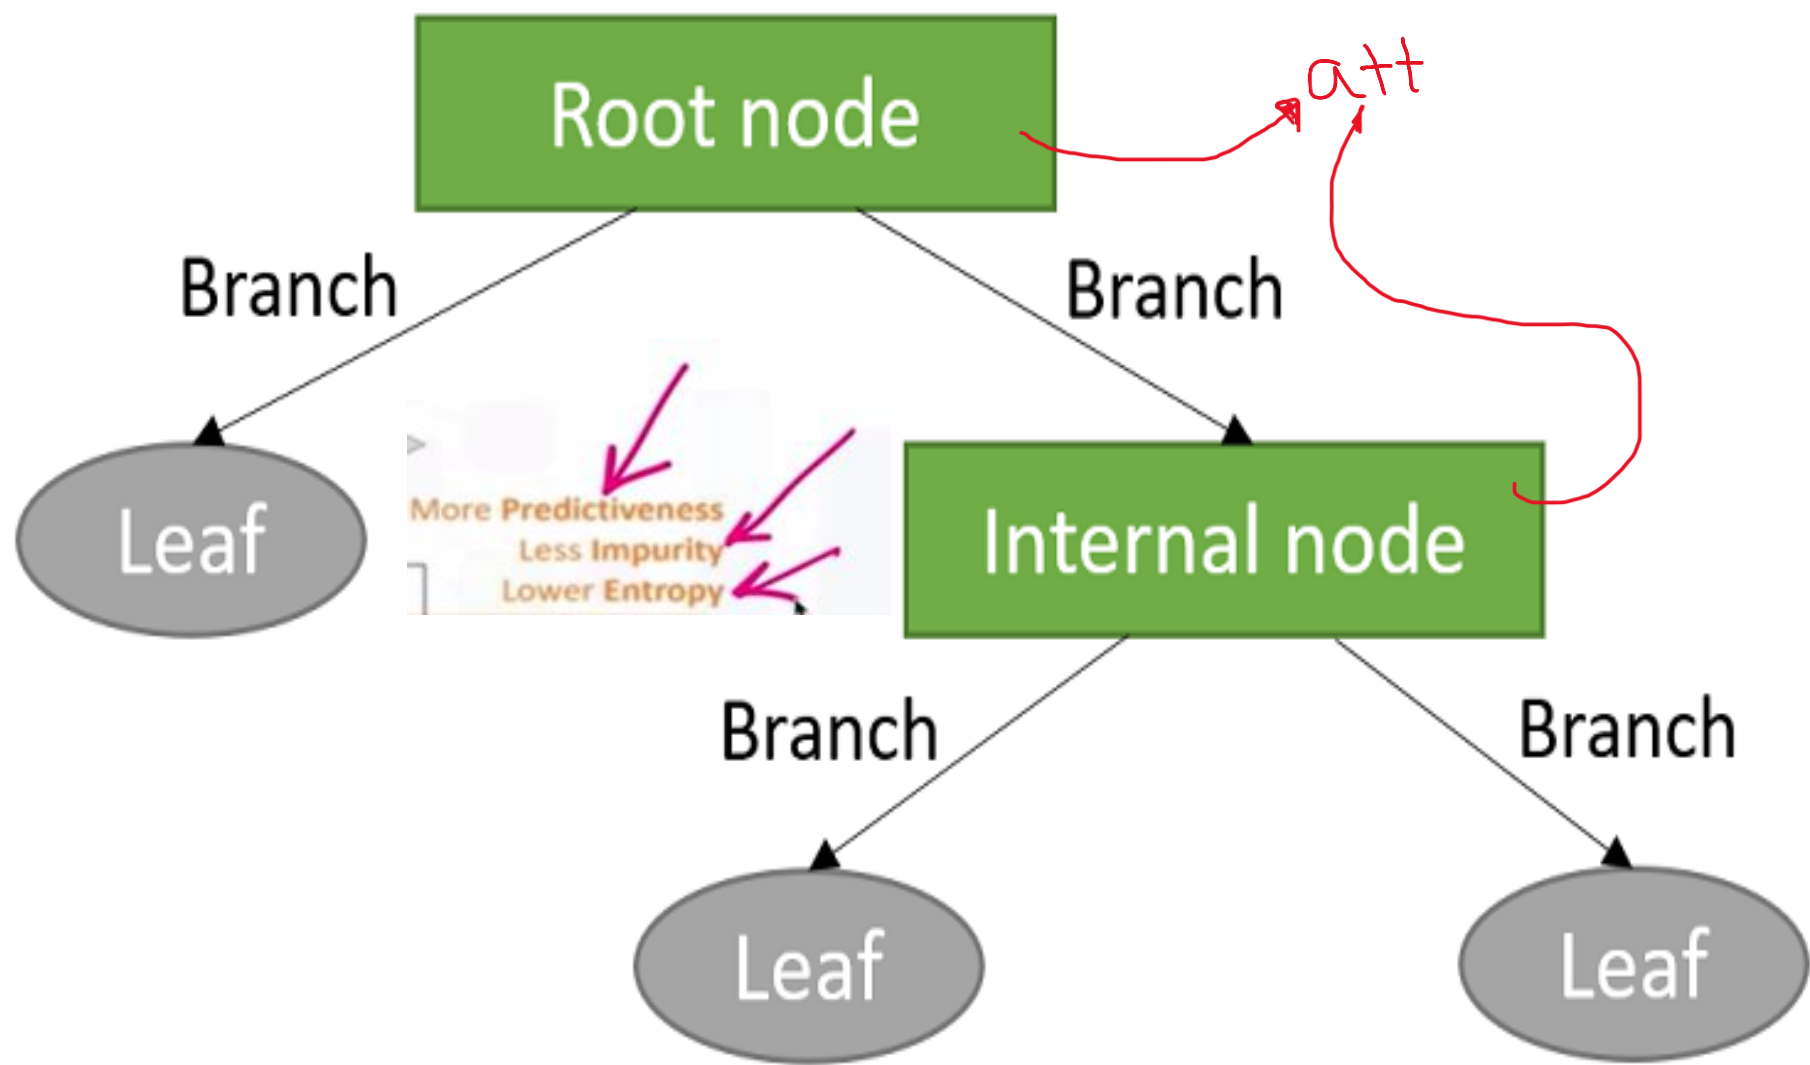 Root node
att
Branch
Branch
More Predictiveness
Less Impurity
Lower Entropy
Leaf
Internal node
Branch
Branch
Leaf
Leaf